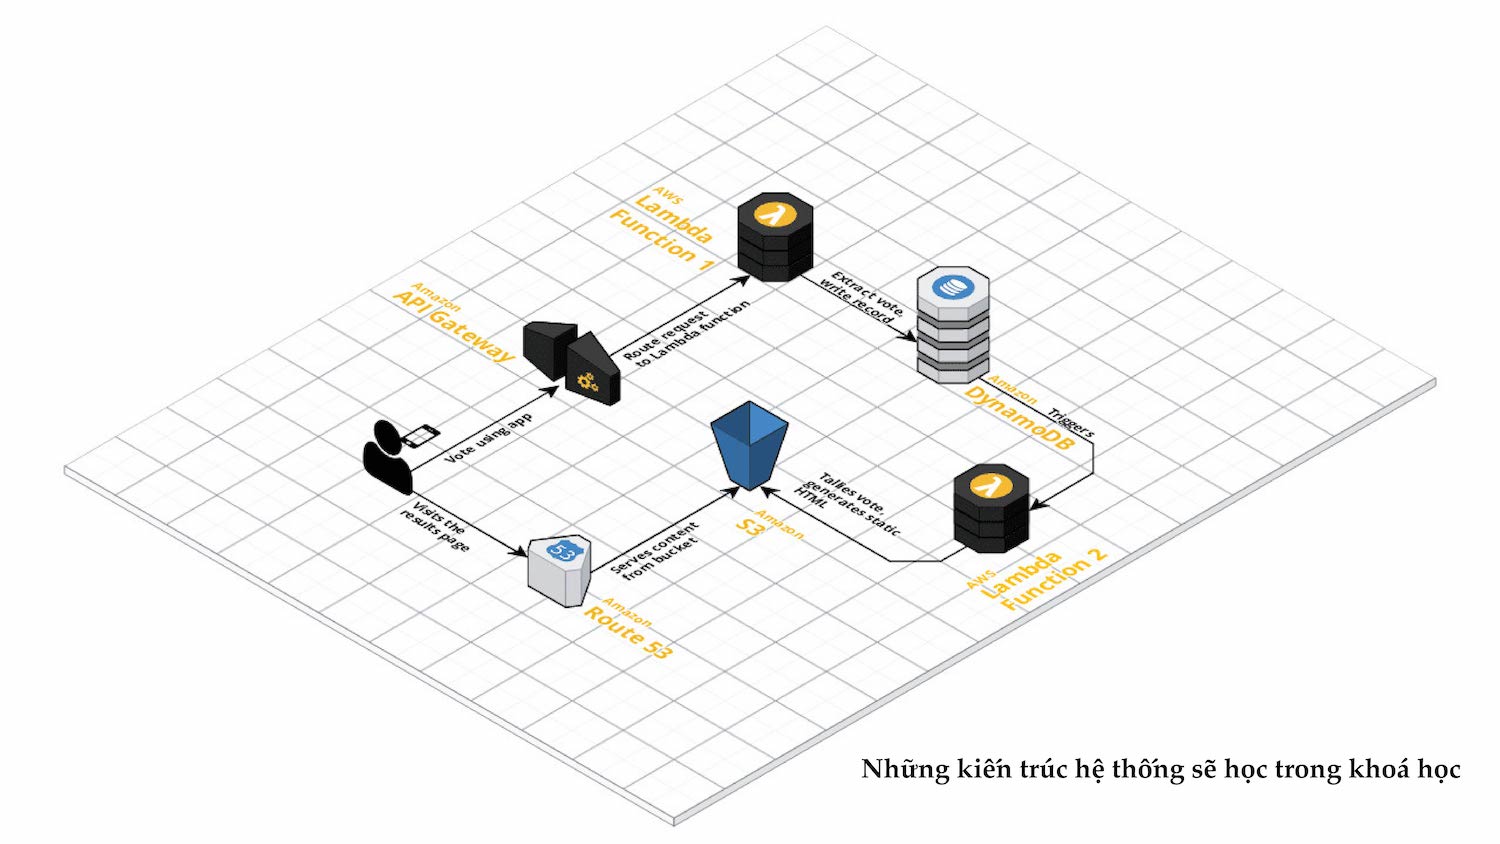 AWS
Lambda
Function 1
Amazon
API Gateway
Route request
to Lambda function
Extract vote,
write record
Amazon
DynamoDB
Triggers
Vote using app
Visits the
results page
Tallies vote,
generates static
HTML
Amazon
S3
Serves content
from bucket
53
Amazon
Route 53
AWS
Lambda
Function 2
Những kiến trúc hệ thống sẽ học trong khoá học